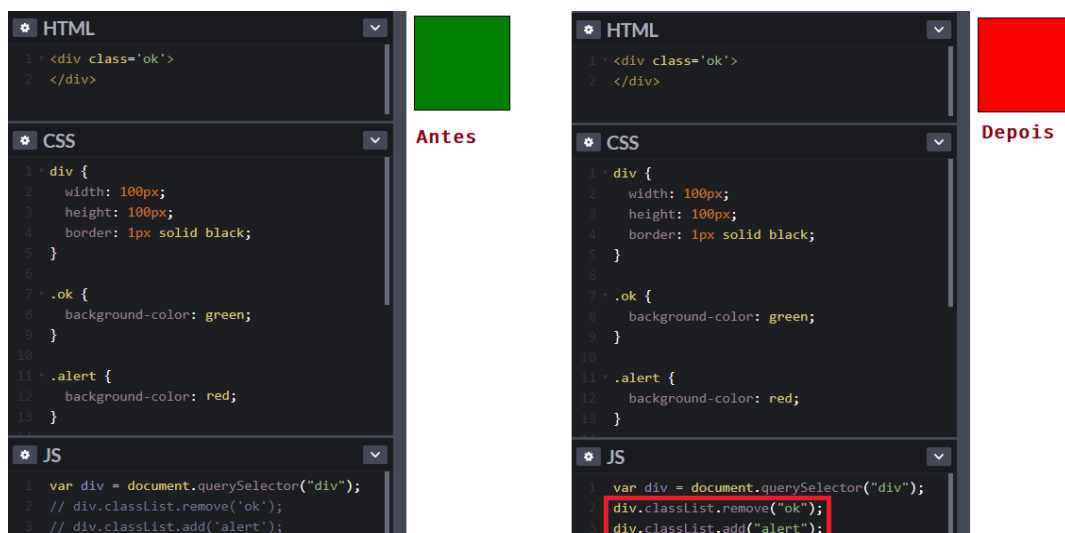 HTML
1 <div class='ok'>
2 </div>
CSS
1 div {
2 width: 100px;
3 height: 100px;
4 border: 1px solid black;
5 }
6
7 .ok {
8 background-color: green;
9 }
10
11 .alert {
12 background-color: red;
13 }
JS
1 var div = document.querySelector("div");
2 // div.classList.remove('ok');
3 // div.classList.add('alert');
Antes
HTML
1 <div class='ok'>
2 </div>
CSS
1 div {
2 width: 100px;
3 height: 100px;
4 border: 1px solid black;
5 }
6
7 .ok {
8 background-color: green;
9 }
10
11 .alert {
12 background-color: red;
13 }
JS
1 var div = document.querySelector("div");
2 div.classList.remove("ok");
3 div.classList.add("alert");
Depois